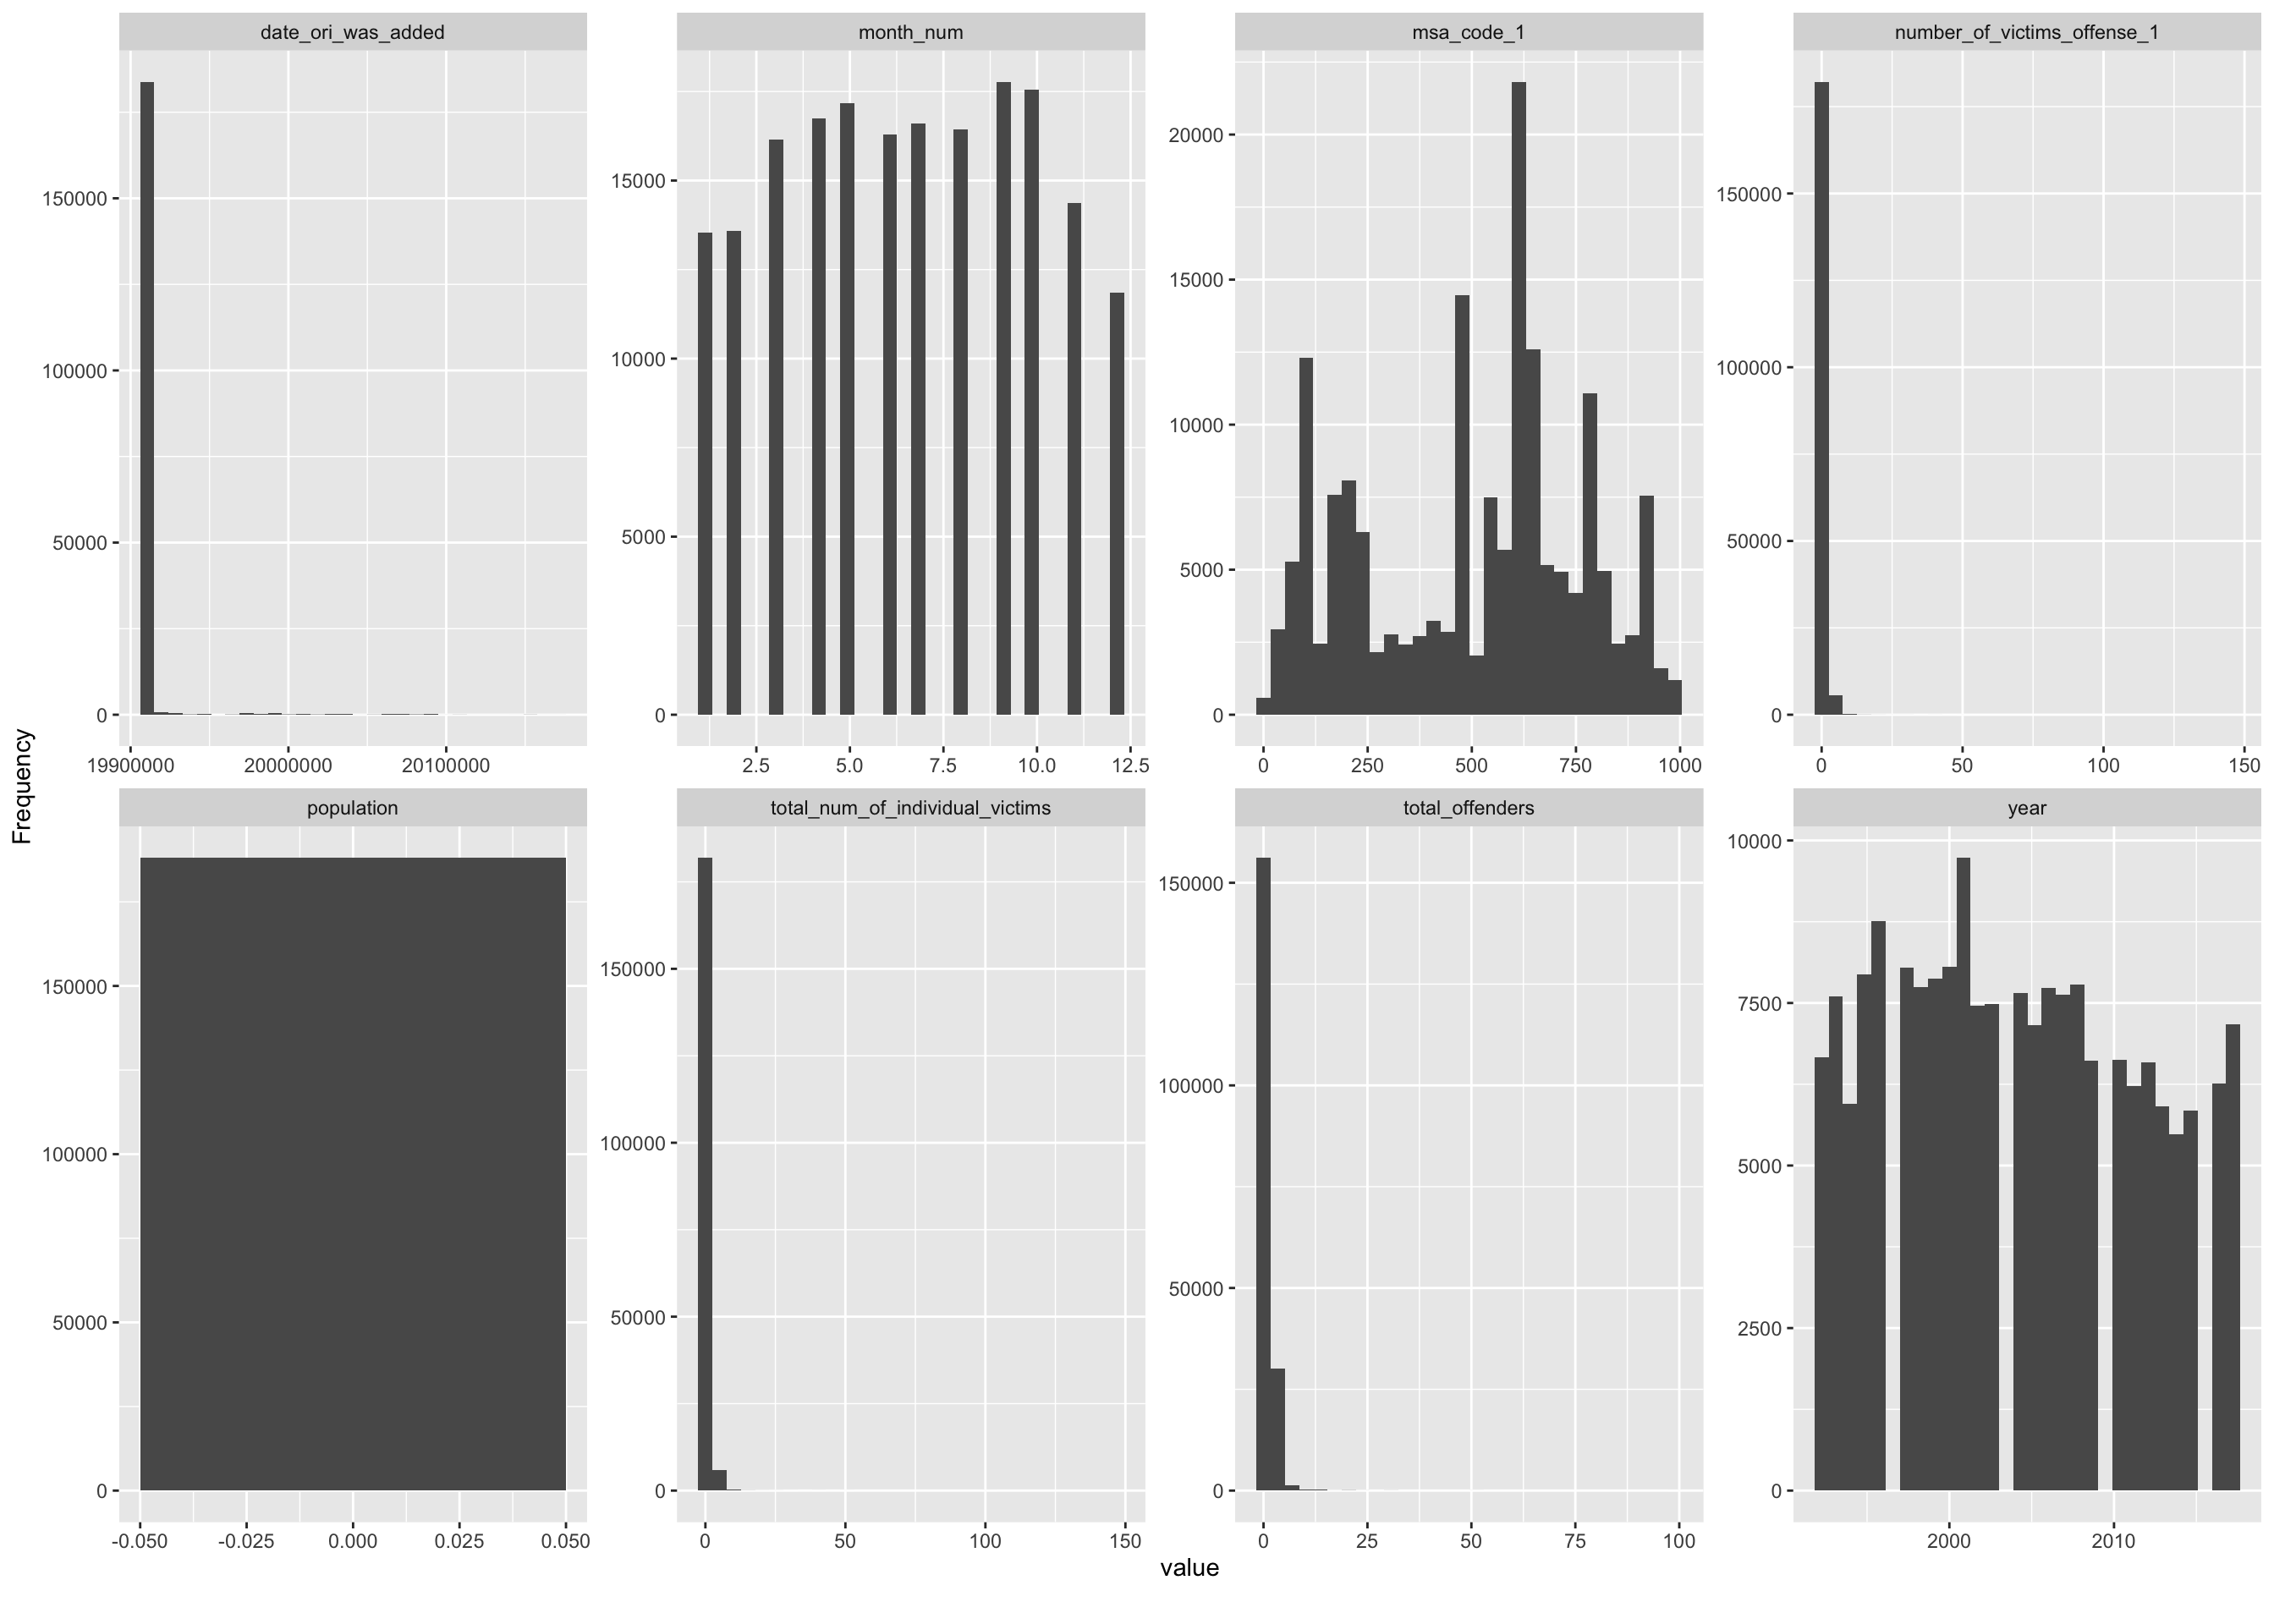 date_ori_was_added
150000
100000
50000
0
19900000 20000000 20100000
month_num
15000
10000
5000
0
2.5 5.0 7.5 10.0 12.5
msa_code_1
20000
15000
10000
5000
0
0 250 500 750 1000
number_of_victims_offense_1
150000
100000
50000
0
0 50 100 150
Frequency
population
150000
100000
50000
0
-0.050 -0.025 0.000 0.025 0.050
total_num_of_individual_victims
150000
100000
50000
0
0 50 100 150
total_offenders
150000
100000
50000
0
0 25 50 75 100
year
10000
7500
5000
2500
0
2000 2010
value